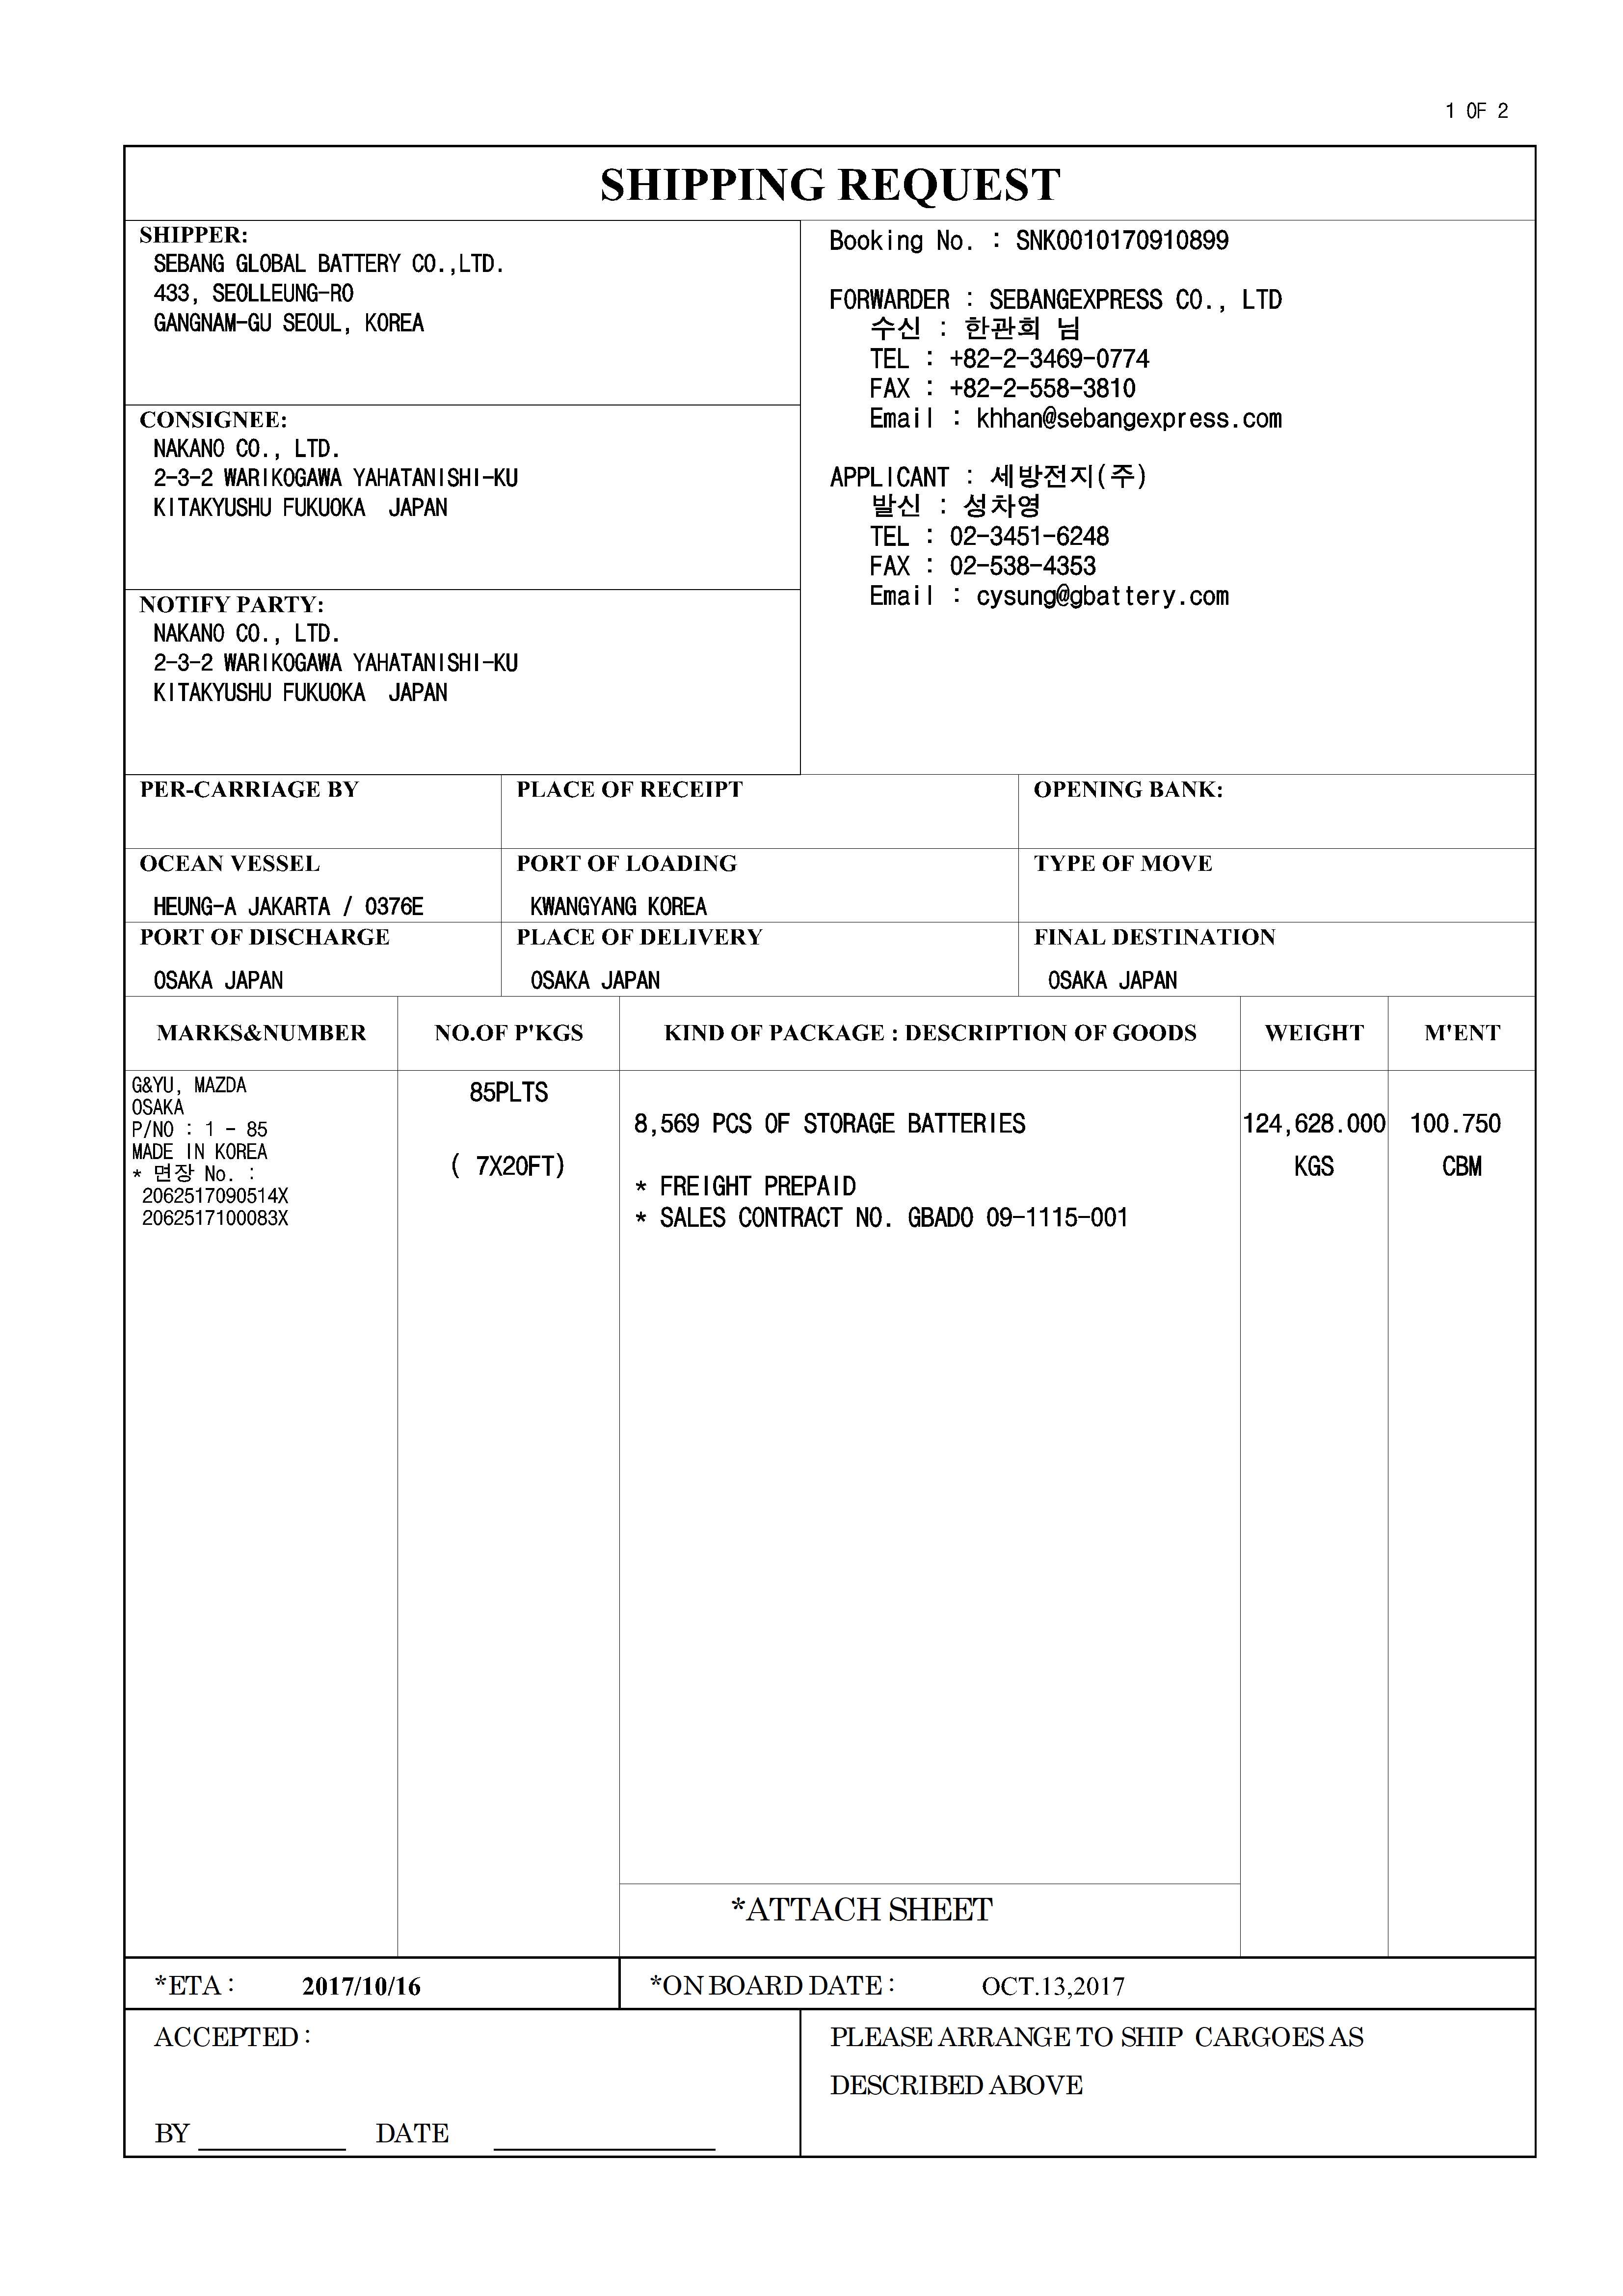 1 OF 2
SHIPPING REQUEST
SHIPPER:
SEBANG GLOBAL BATTERY CO.,LTD.
433, SEOLLEUNG-RO
GANGNAM-GU SEOUL, KOREA
Booking No. : SNK0010170910899
FORWARDER : SEBANGEXPRESS CO., LTD
수신 : 한관희 님
TEL : +82-2-3469-0774
FAX : +82-2-558-3810
Email : khhan@sebangexpress.com
APPLICANT : 세방전지(주)
발신 : 성차영
TEL : 02-3451-6248
FAX : 02-538-4353
Email : cysung@gbattery.com
CONSIGNEE:
NAKANO CO., LTD.
2-3-2 WARIKOGAWA YAHATANISHI-KU
KITAKYUSHU FUKUOKA  JAPAN
NOTIFY PARTY:
NAKANO CO., LTD.
2-3-2 WARIKOGAWA YAHATANISHI-KU
KITAKYUSHU FUKUOKA  JAPAN
PER-CARRIAGE BY
PLACE OF RECEIPT
OPENING BANK:
OCEAN VESSEL
HEUNG-A JAKARTA / 0376E
PORT OF LOADING
KWANGYANG KOREA
TYPE OF MOVE
PORT OF DISCHARGE
OSAKA JAPAN
PLACE OF DELIVERY
OSAKA JAPAN
FINAL DESTINATION
OSAKA JAPAN
MARKS&NUMBER
NO.OF P'KGS
KIND OF PACKAGE : DESCRIPTION OF GOODS
WEIGHT
M'ENT
G&YU, MAZDA
OSAKA
P/NO : 1 - 85
MADE IN KOREA
* 면장 No. :
2062517090514X
2062517100083X
85PLTS
( 7X20FT)
8,569 PCS OF STORAGE BATTERIES
* FREIGHT PREPAID
* SALES CONTRACT NO. GBADO 09-1115-001
124,628.000
KGS
100.750
CBM
*ATTACH SHEET
*ETA : 2017/10/16
*ON BOARD DATE : OCT.13,2017
ACCEPTED :
BY DATE
PLEASE ARRANGE TO SHIP CARGOES AS
DESCRIBED ABOVE